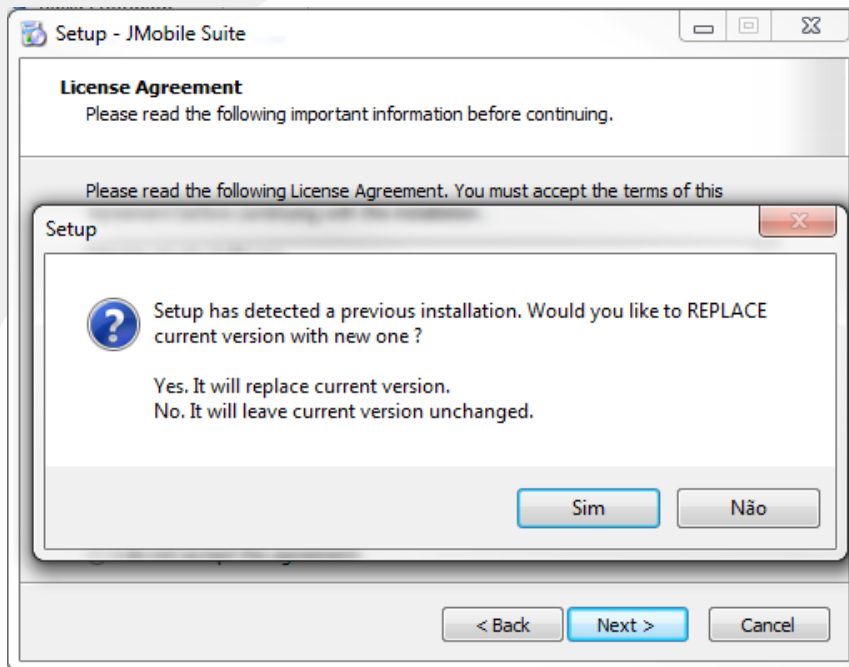 Setup - JMobile Suite
License Agreement
Please read the following important information before continuing.
Please read the following License Agreement. You must accept the terms of this
Setup
Setup has detected a previous installation. Would you like to REPLACE
current version with new one ?
Yes. It will replace current version.
No. It will leave current version unchanged.
Sim
Não
< Back
Next >
Cancel